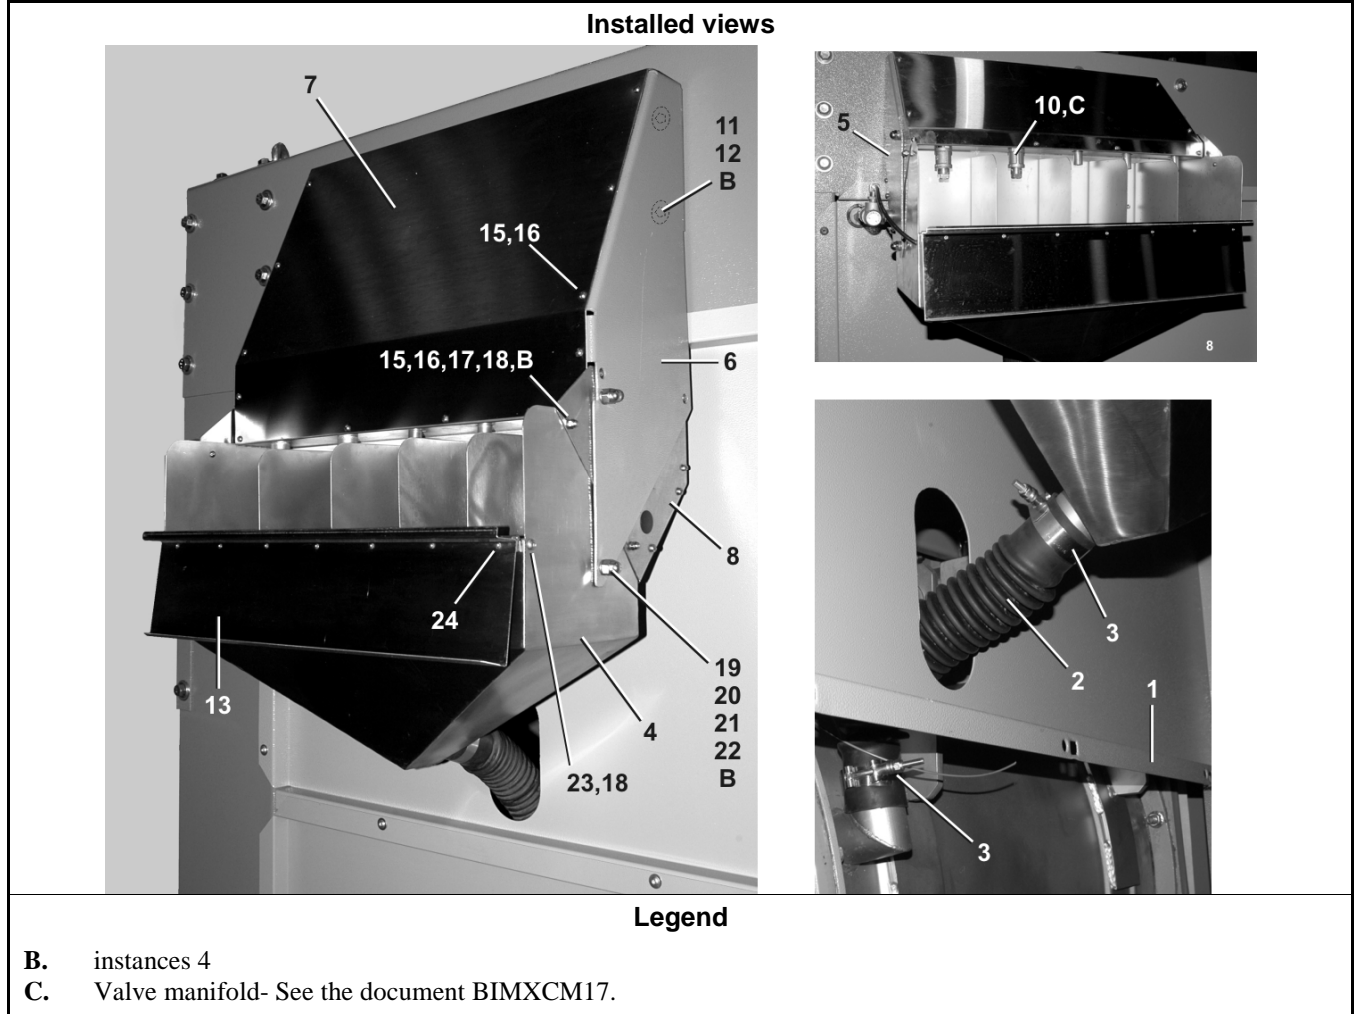 Installed views
7
11
12
B
15,16
15,16,17,18,B
6
8
24
13
19
20
21
22
B
4
23,18
5
10,C
8
3
2
1
3
Legend
B. instances 4
C. Valve manifold- See the document BIMXCM17.